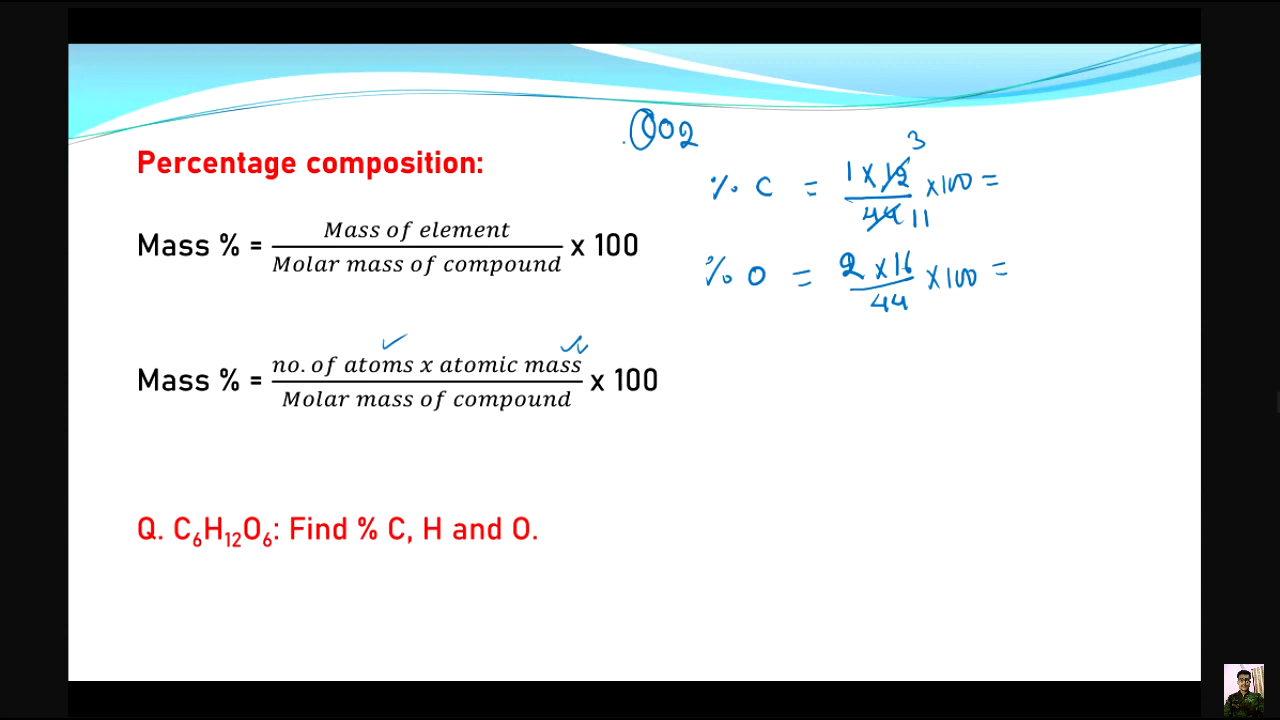 CO2
Percentage composition:
% C = 1 x 12 3 / 44 11 x 100 =
Mass % = Mass of element / Molar mass of compound x 100
% O = 2 x 16 / 44 x 100 =
Mass % = no. of atoms x atomic mass / Molar mass of compound x 100
Q. C₆H₁₂O₆: Find % C, H and O.